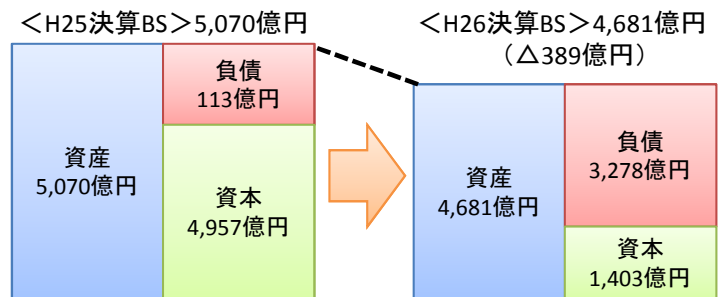 ＜H25決算BS＞5,070億円
資産
5,070億円
負債
113億円
資本
4,957億円
＜H26決算BS＞4,681億円
（△389億円）
資産
4,681億円
負債
3,278億円
資本
1,403億円